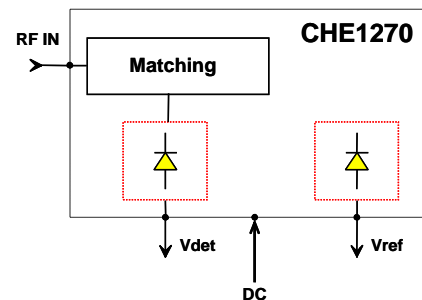 CHE1270
RF IN
Matching
Vdet
Vref
DC